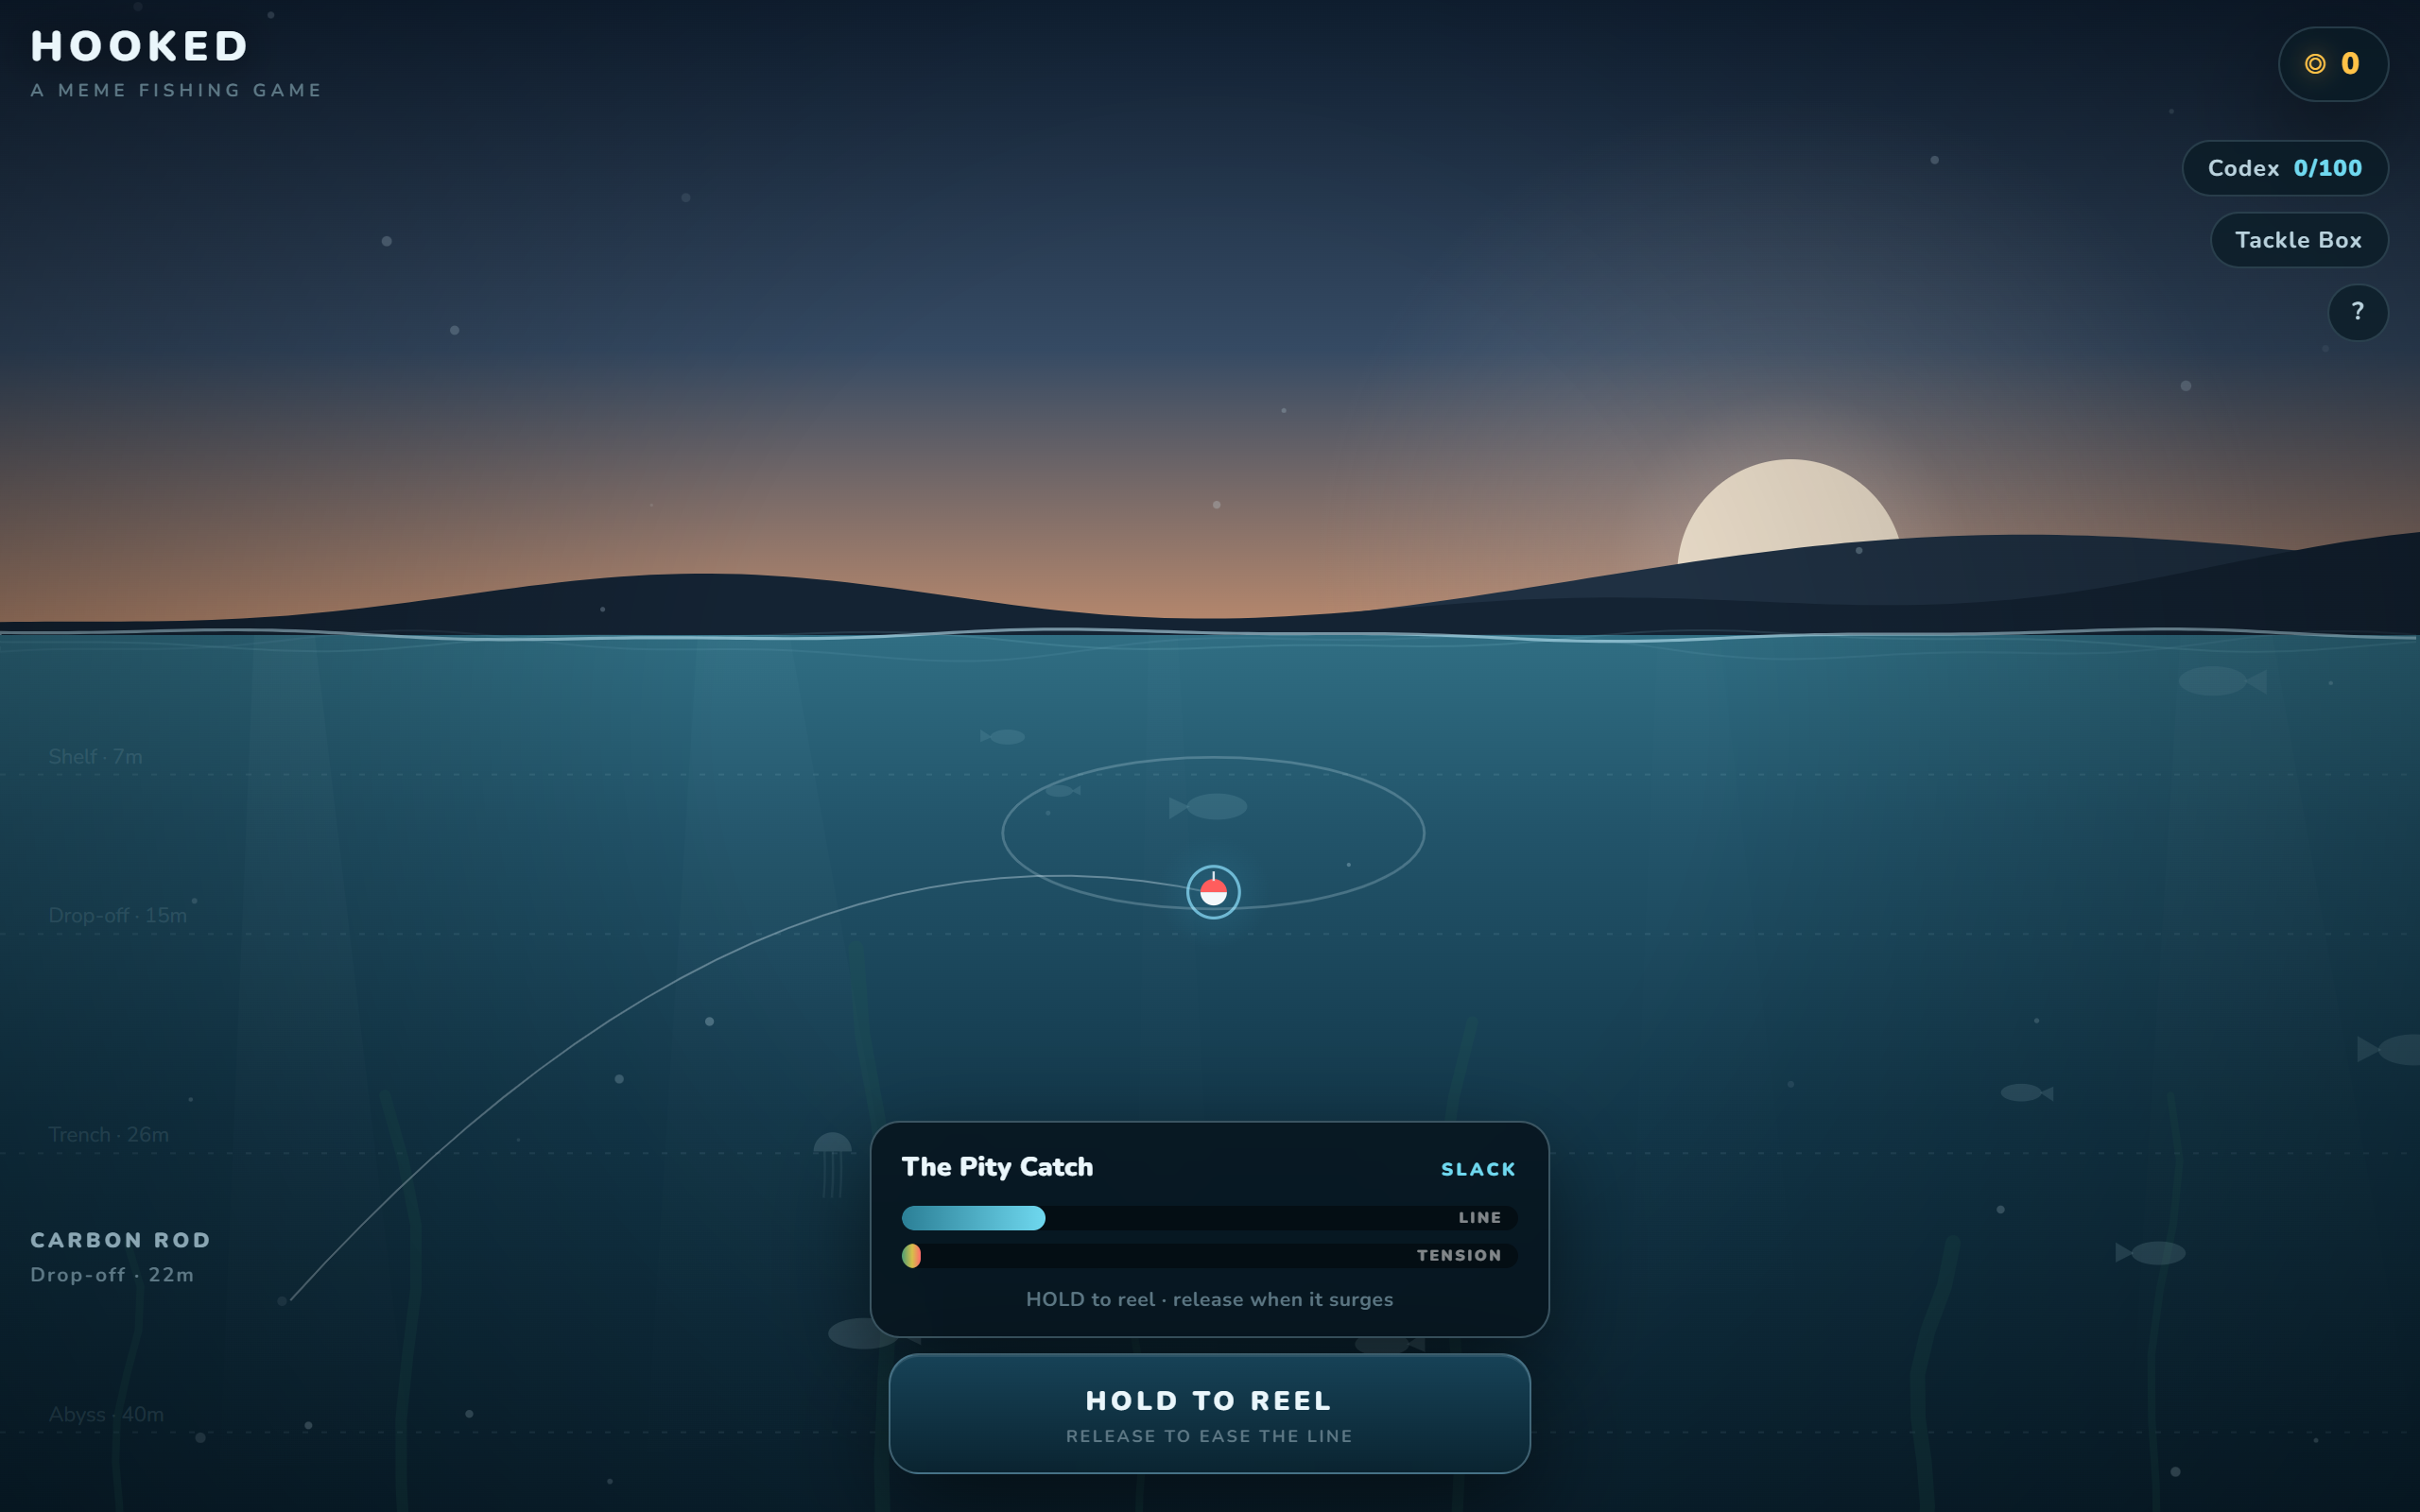 HOOKED
A MEME FISHING GAME
0
Codex 0/100
Tackle Box
?
Shelf · 7m
Drop-off · 15m
Trench · 26m
CARBON ROD
Drop-off · 22m
Abyss · 40m
The Pity Catch
SLACK
LINE
TENSION
HOLD to reel · release when it surges
HOLD TO REEL
RELEASE TO EASE THE LINE